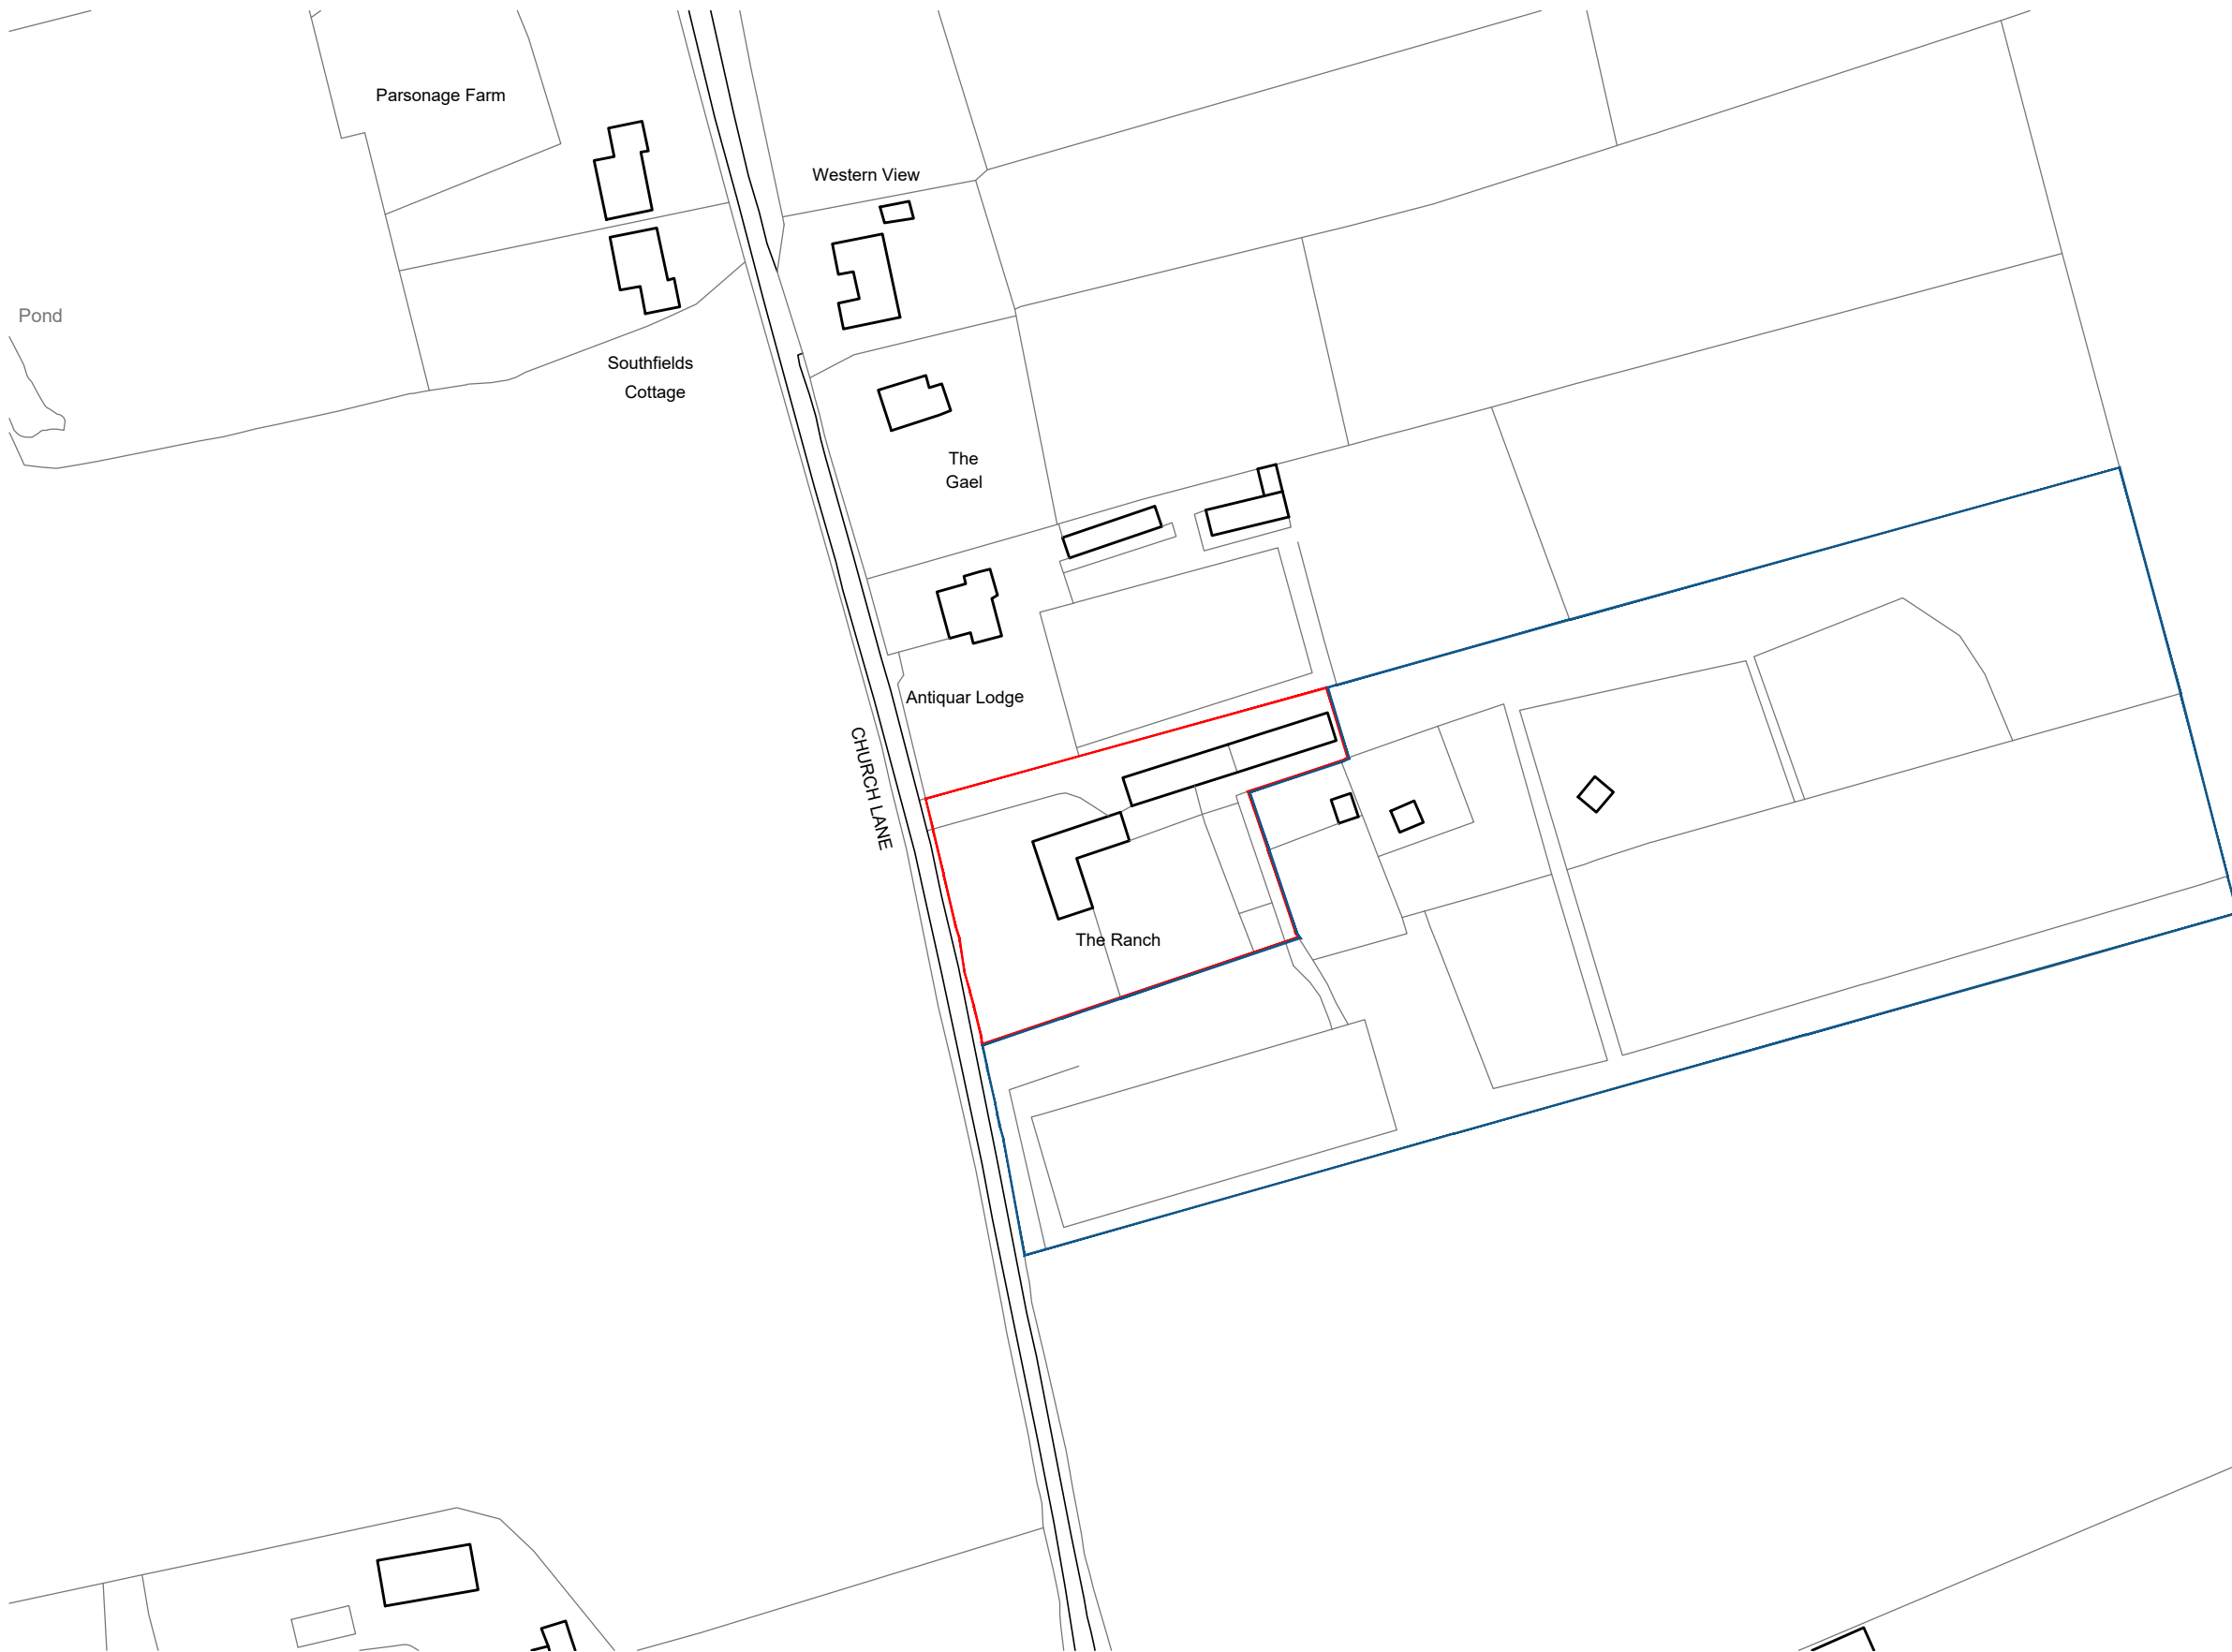 Parsonage Farm
Western View
Pond
Southfields
Cottage
The
Gael
Antiquar Lodge
CHURCH LANE
The Ranch